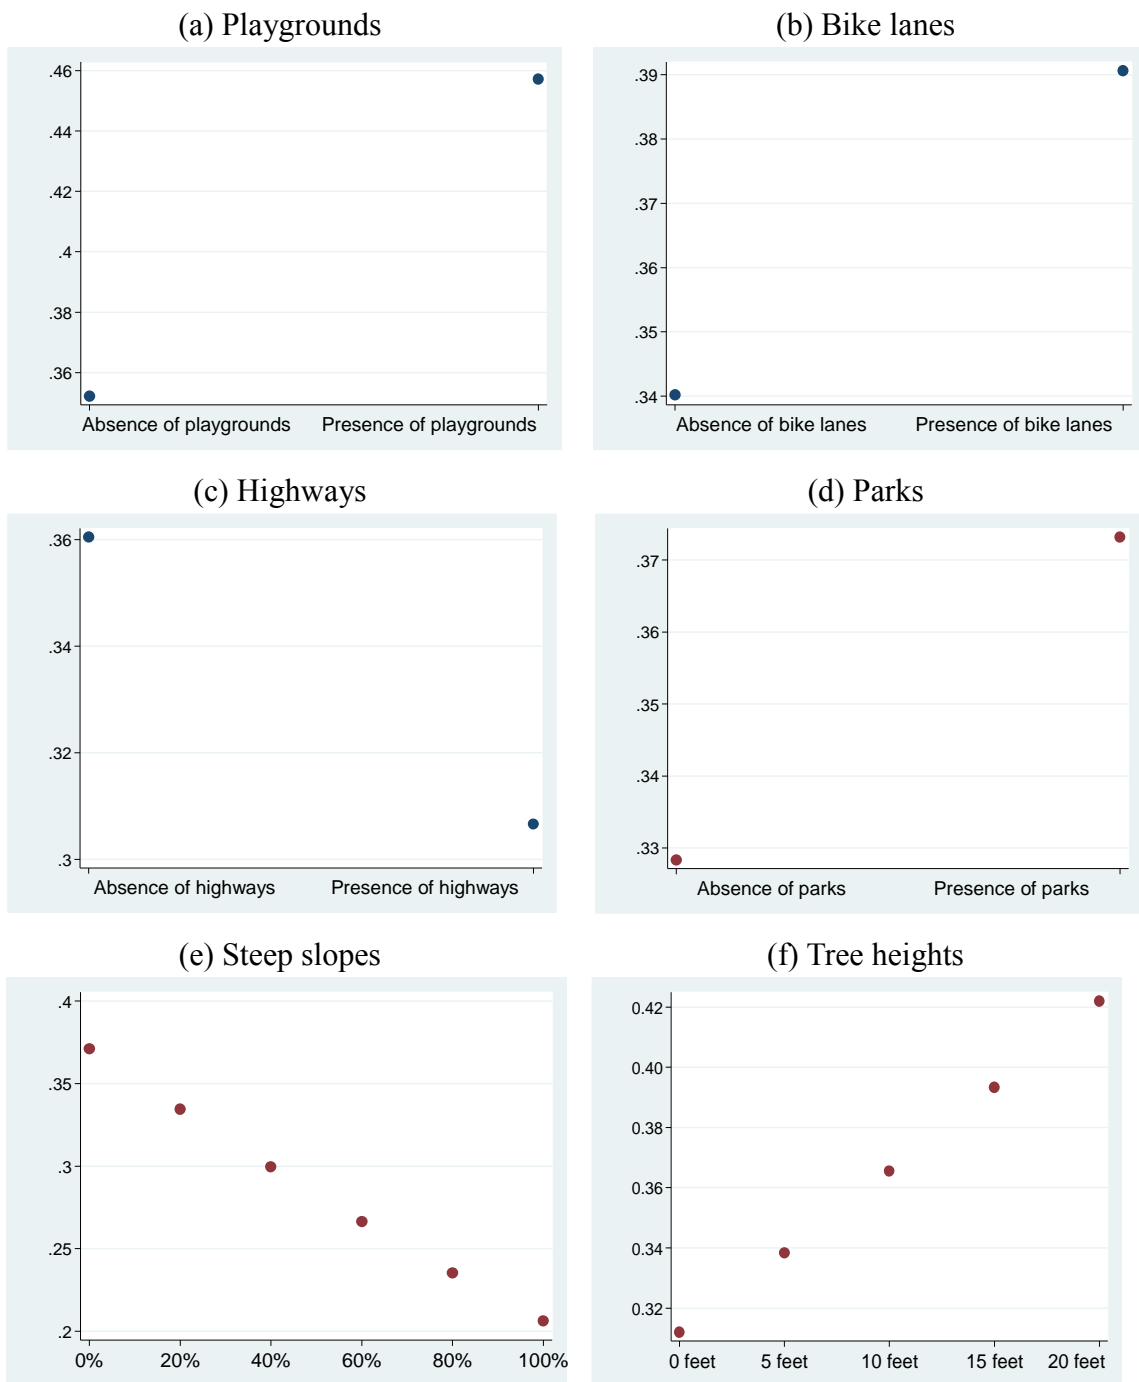 (a) Playgrounds
.46
.44
.42
.4
.38
.36
Absence of playgrounds Presence of playgrounds
(b) Bike lanes
.39
.38
.37
.36
.35
.34
Absence of bike lanes Presence of bike lanes
(c) Highways
.36
.34
.32
.3
Absence of highways Presence of highways
(d) Parks
.37
.36
.35
.34
.33
Absence of parks Presence of parks
(e) Steep slopes
.4
.35
.3
.25
.2
0% 20% 40% 60% 80% 100%
(f) Tree heights
0.42
0.40
0.38
0.36
0.34
0.32
0 feet 5 feet 10 feet 15 feet 20 feet